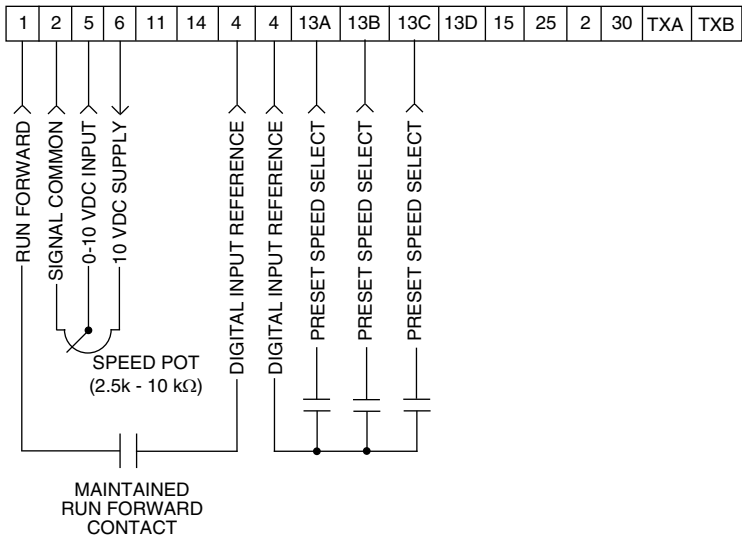 1 2 5 6 11 14 4 4 13A 13B 13C 13D 15 25 2 30 TXA TXB
RUN FORWARD
SIGNAL COMMON
0-10 VDC INPUT
10 VDC SUPPLY
DIGITAL INPUT REFERENCE
DIGITAL INPUT REFERENCE
PRESET SPEED SELECT
PRESET SPEED SELECT
PRESET SPEED SELECT
SPEED POT
(2.5k - 10 kΩ)
MAINTAINED
RUN FORWARD
CONTACT